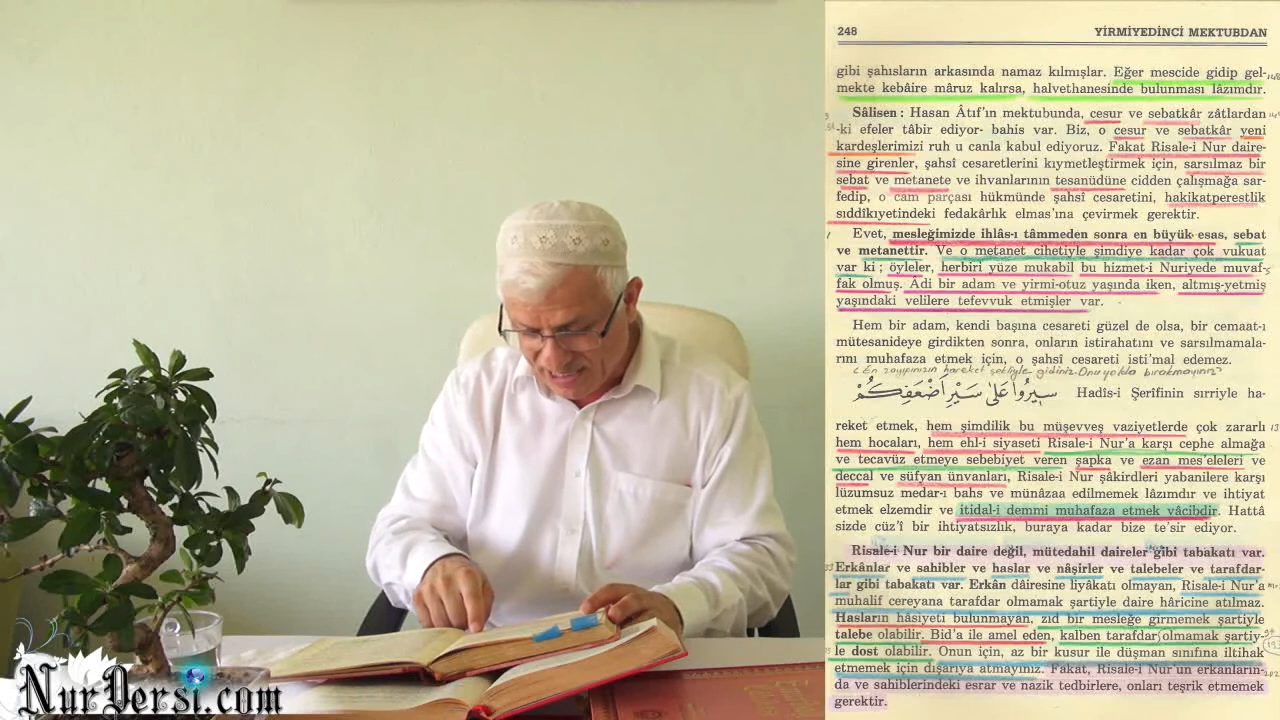 248 YİRMİYEDİNCİ MEKTUBDAN
gibi şahısların arkasında namaz kılmışlar. Eğer mescide gidip gel-
mekte kebâire mâruz kalırsa, halvethanesinde bulunması lâzımdır.
Sâlisen : Hasan Âtıf'ın mektubunda, cesur ve sebatkâr zâtlardan
-ki efeler tâbir ediyor- bahis var. Biz, o cesur ve sebatkâr yeni
kardeşlerimizi ruh u canla kabul ediyoruz. Fakat Risale-i Nur daire-
sine girenler, şahsî cesaretlerini kıymetleştirmek için, sarsılmaz bir
sebat ve metanete ve ihvanlarının tesanüdüne cidden çalışmağa sar-
fedip, o cam parçası hükmünde şahsî cesaretini, hakikatperestlik
sıddîkıyetindeki fedakârlık elmas'ına çevirmek gerektir.
Evet, mesleğimizde ihlâs-ı tâmmeden sonra en büyük esas, sebat
ve metanettir. Ve o metanet cihetiyle şimdiye kadar çok vukuat
var ki ; öyleler, herbiri yüze mukabil bu hizmet-i Nuriyede muvaf-
fak olmuş. Âdi bir adam ve yirmi-otuz yaşında iken, altmış-yetmiş
yaşındaki velilere tefevvuk etmişler var.
Hem bir adam, kendi başına cesareti güzel de olsa, bir cemaat-ı
mütesanideye girdikten sonra, onların istirahatını ve sarsılmamala-
rını muhafaza etmek için, o şahsî cesareti isti'mal edemez.
(En zayıfınızın hareket şekliyle gidiniz. Onu yolda bırakmayınız)
سِيرُوا عَلٰى سَيْرِ اَضْعَفِكُمْ Hadîs-i Şerifinin sırriyle ha-
reket etmek, hem şimdilik bu müşevveş vaziyetlerde çok zararlı
hem hocaları, hem ehl-i siyaseti Risale-i Nur'a karşı cephe almağa
ve tecavüz etmeye sebebiyet veren şapka ve ezan mes'eleleri ve
deccal ve süfyan ünvanları, Risale-i Nur şâkirdleri yabanilere karşı
lüzumsuz medar-ı bahs ve münâzaa edilmemek lâzımdır ve ihtiyat
etmek elzemdir ve itidal-i demmi muhafaza etmek vâcibdir. Hattâ
sizde cüz'î bir ihtiyatsızlık, buraya kadar bize te'sir ediyor.
Risale-i Nur bir daire değil, mütedahil daireler gibi tabakatı var.
Erkânlar ve sahibler ve haslar ve nâşirler ve talebeler ve tarafdar-
lar gibi tabakatı var. Erkân dâiresine liyâkatı olmayan, Risale-i Nur'a
muhalif cereyana tarafdar olmamak şartiyle daire hâricine atılmaz.
Hasların hâsiyeti bulunmayan, zıd bir mesleğe girmemek şartiyle
talebe olabilir. Bid'a ile amel eden, kalben tarafdar olmamak şartiy-
le dost olabilir. Onun için, az bir kusur ile düşman sınıfına iltihak
etmemek için dışarıya atmayınız. Fakat, Risale-i Nur'un erkanların-
da ve sahiblerindeki esrar ve nazik tedbirlere, onları teşrik etmemek
gerektir.
NurDersi.com